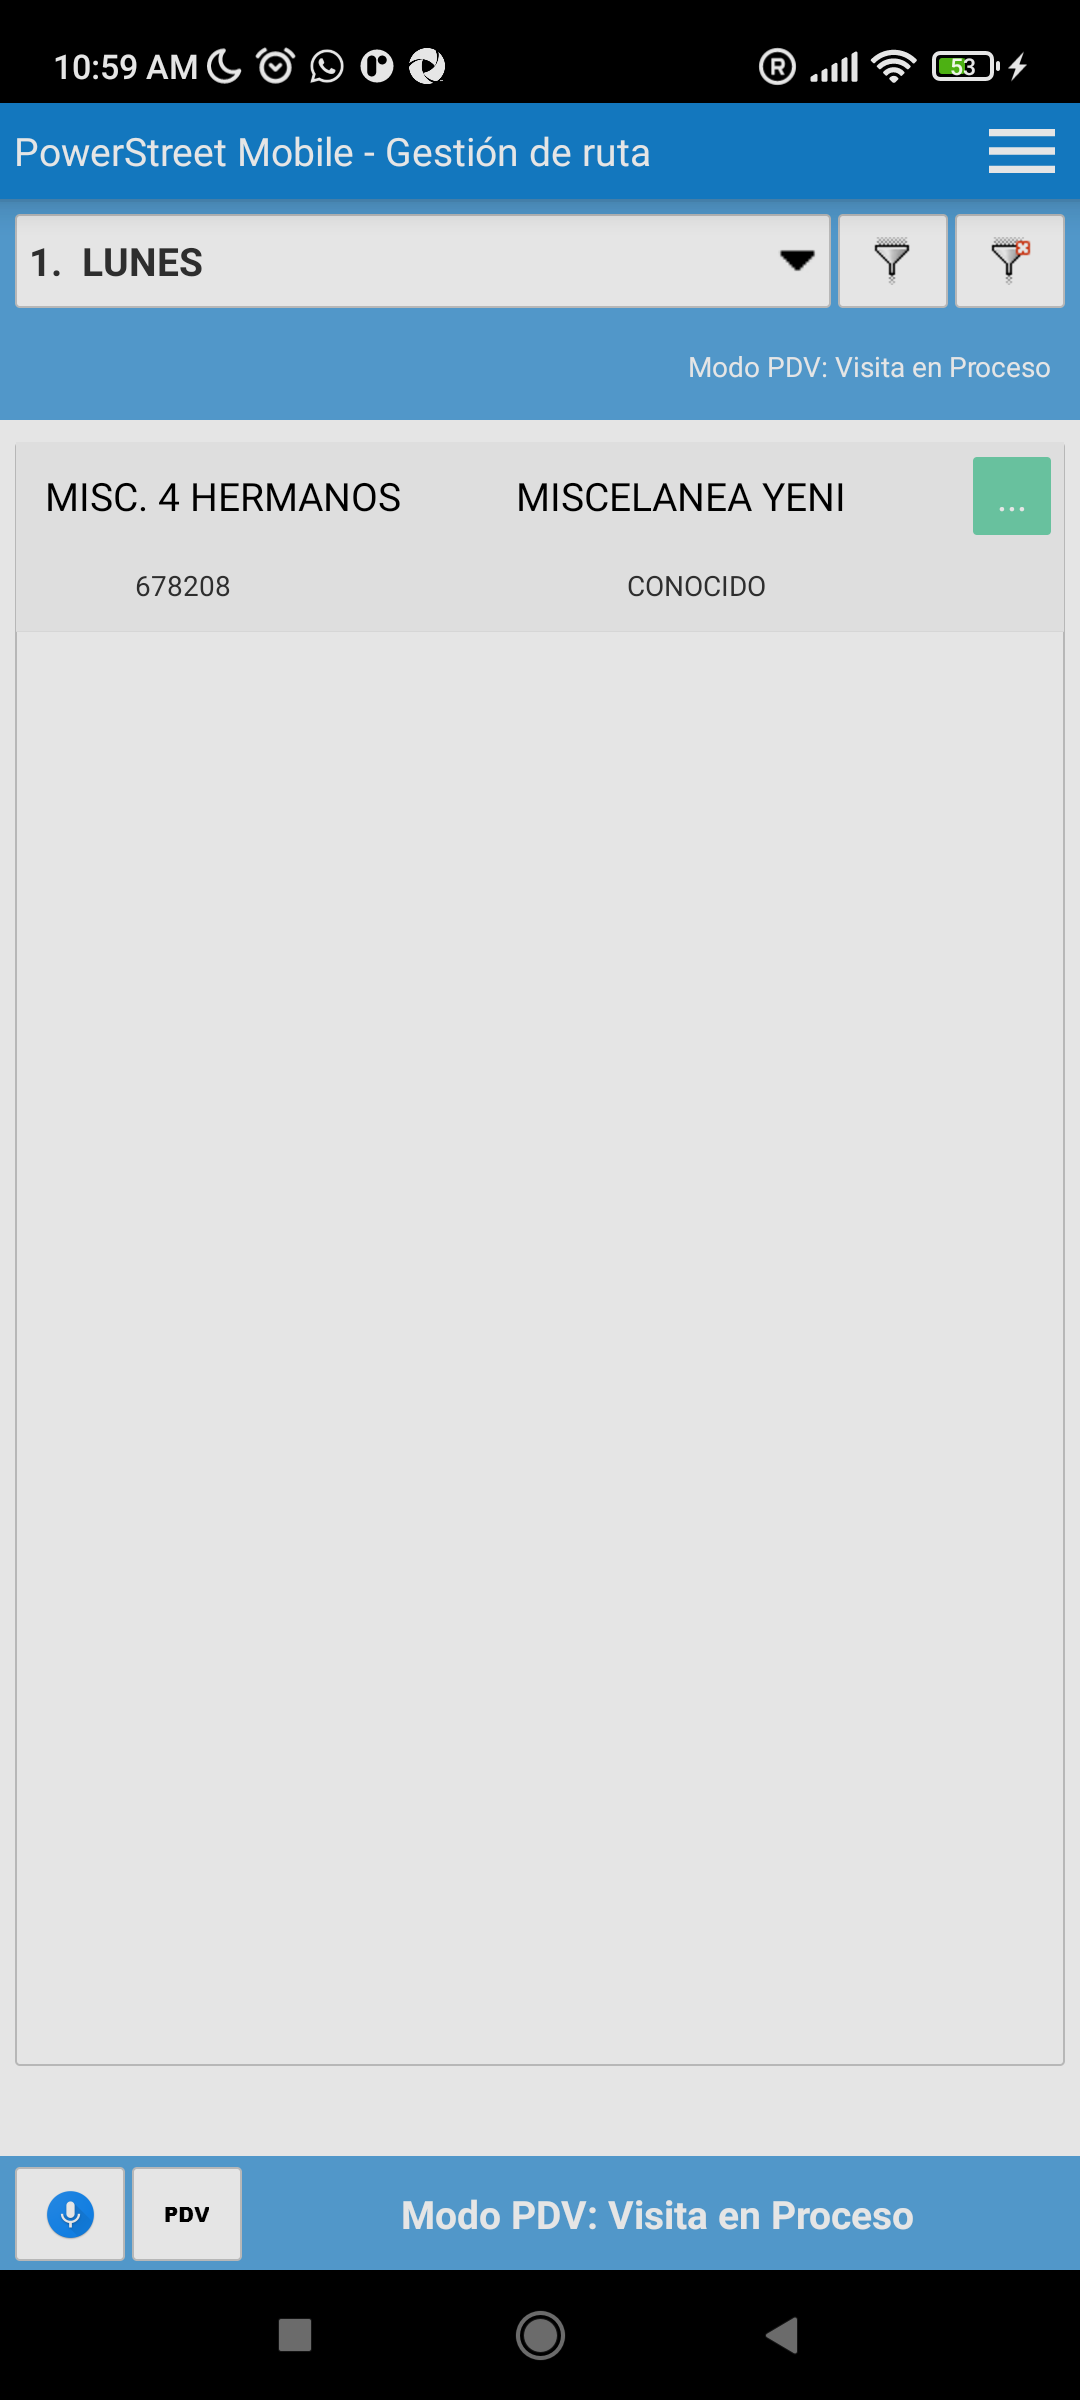 10:59 AM
53
PowerStreet Mobile - Gestión de ruta
1. LUNES
Modo PDV: Visita en Proceso
MISC. 4 HERMANOS MISCELANEA YENI ...
678208 CONOCIDO
PDV Modo PDV: Visita en Proceso